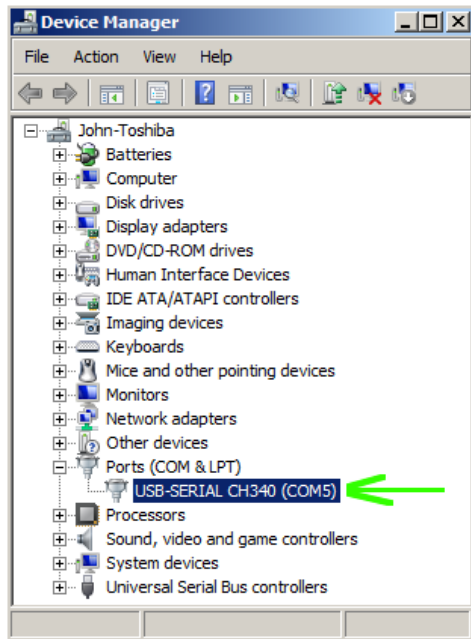 Device Manager
File Action View Help
John-Toshiba
Batteries
Computer
Disk drives
Display adapters
DVD/CD-ROM drives
Human Interface Devices
IDE ATA/ATAPI controllers
Imaging devices
Keyboards
Mice and other pointing devices
Monitors
Network adapters
Other devices
Ports (COM & LPT)
USB-SERIAL CH340 (COM5)
Processors
Sound, video and game controllers
System devices
Universal Serial Bus controllers